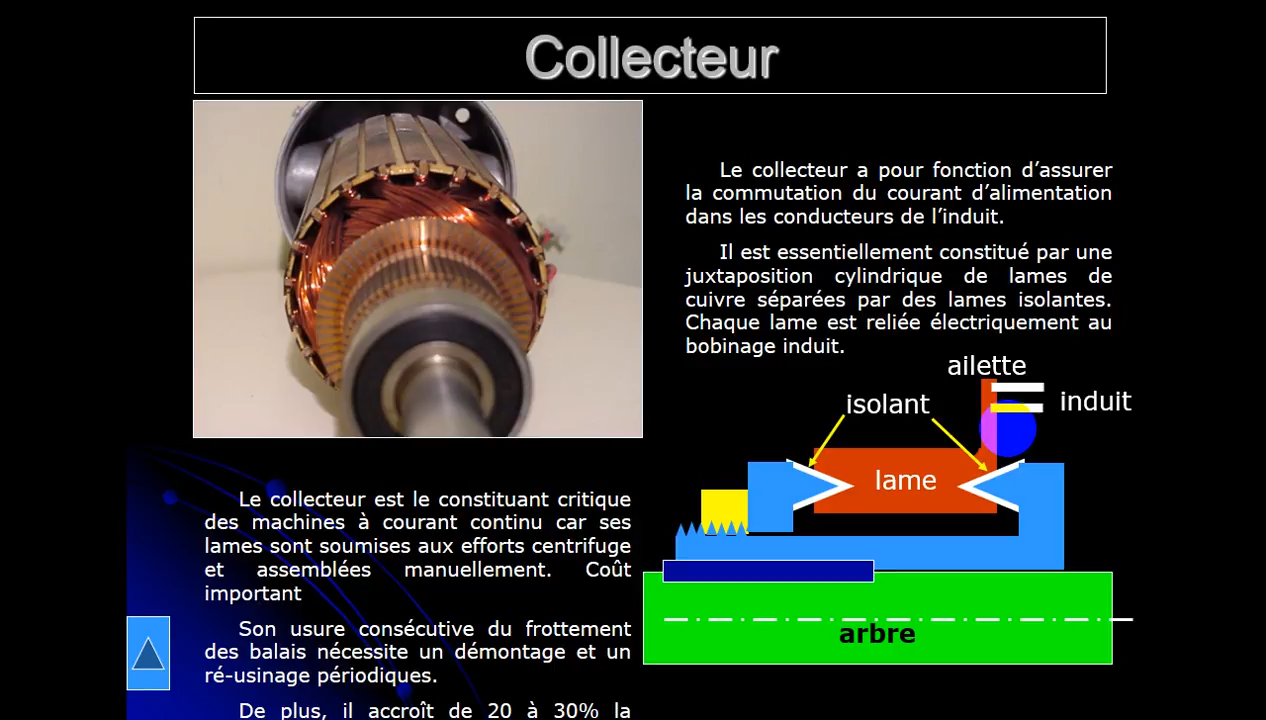 Collecteur
Le collecteur a pour fonction d’assurer
la commutation du courant d’alimentation
dans les conducteurs de l’induit.
Il est essentiellement constitué par une
juxtaposition cylindrique de lames de
cuivre séparées par des lames isolantes.
Chaque lame est reliée électriquement au
bobinage induit.
ailette
isolant
induit
lame
arbre
Le collecteur est le constituant critique
des machines à courant continu car ses
lames sont soumises aux efforts centrifuge
et assemblées manuellement. Coût
important
Son usure consécutive du frottement
des balais nécessite un démontage et un
ré-usinage périodiques.
De plus, il accroît de 20 à 30% la